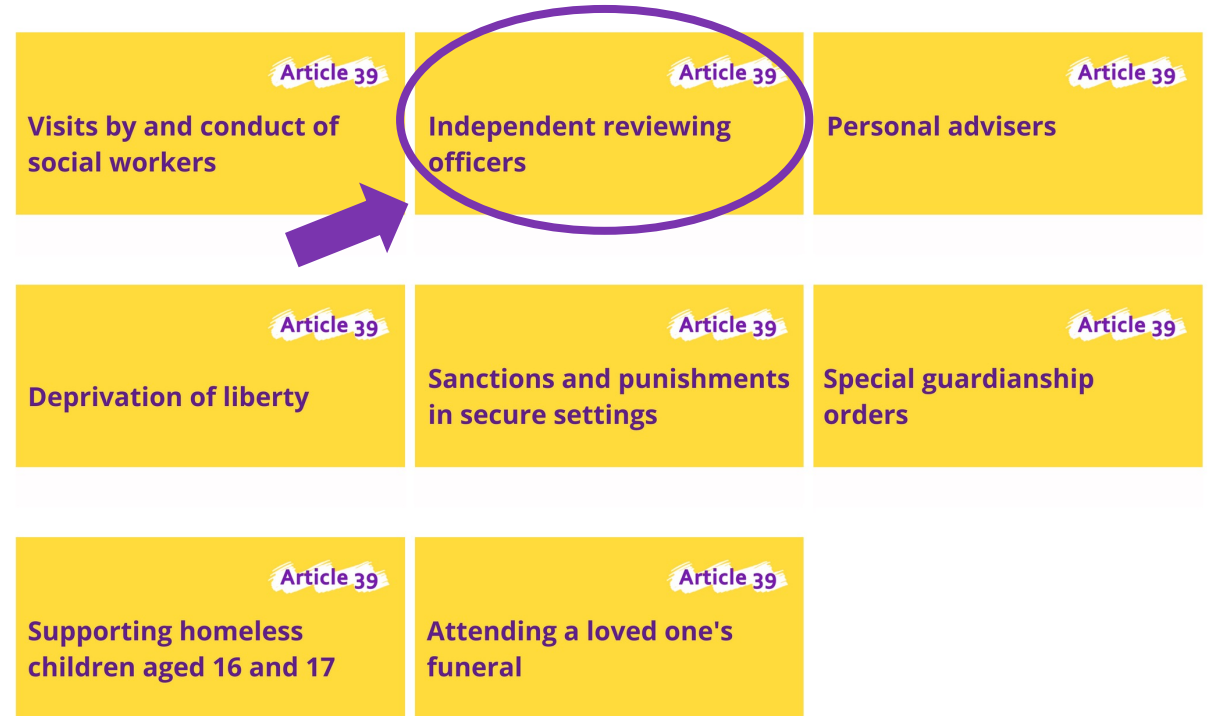 Article 39
Visits by and conduct of
social workers
Article 39
Independent reviewing
officers
Article 39
Personal advisers
Article 39
Deprivation of liberty
Article 39
Sanctions and punishments
in secure settings
Article 39
Special guardianship
orders
Article 39
Supporting homeless
children aged 16 and 17
Article 39
Attending a loved one's
funeral